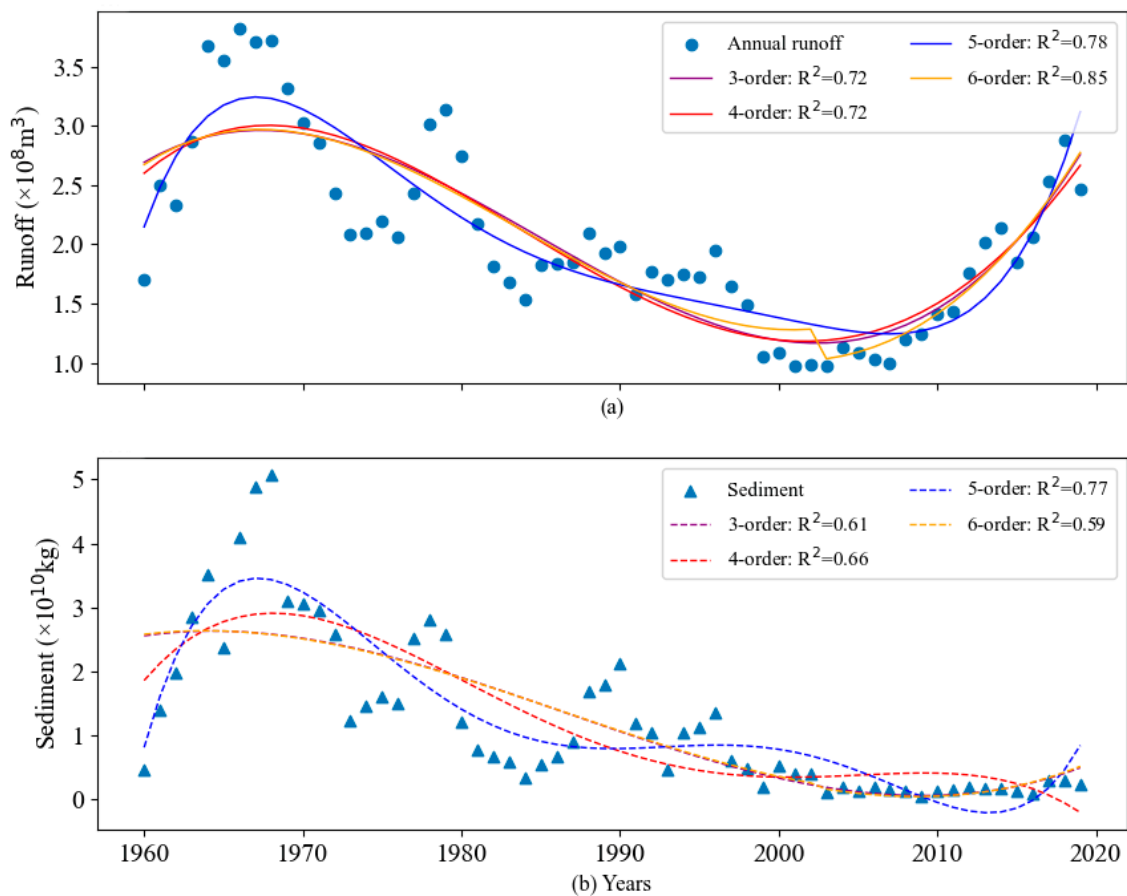 Runoff (×10⁸m³)
3.5
3.0
2.5
2.0
1.5
1.0
Annual runoff
3-order: R²=0.72
4-order: R²=0.72
5-order: R²=0.78
6-order: R²=0.85
(a)
Sediment (×10¹⁰kg)
5
4
3
2
1
0
Sediment
3-order: R²=0.61
4-order: R²=0.66
5-order: R²=0.77
6-order: R²=0.59
1960 1970 1980 1990 2000 2010 2020
(b) Years